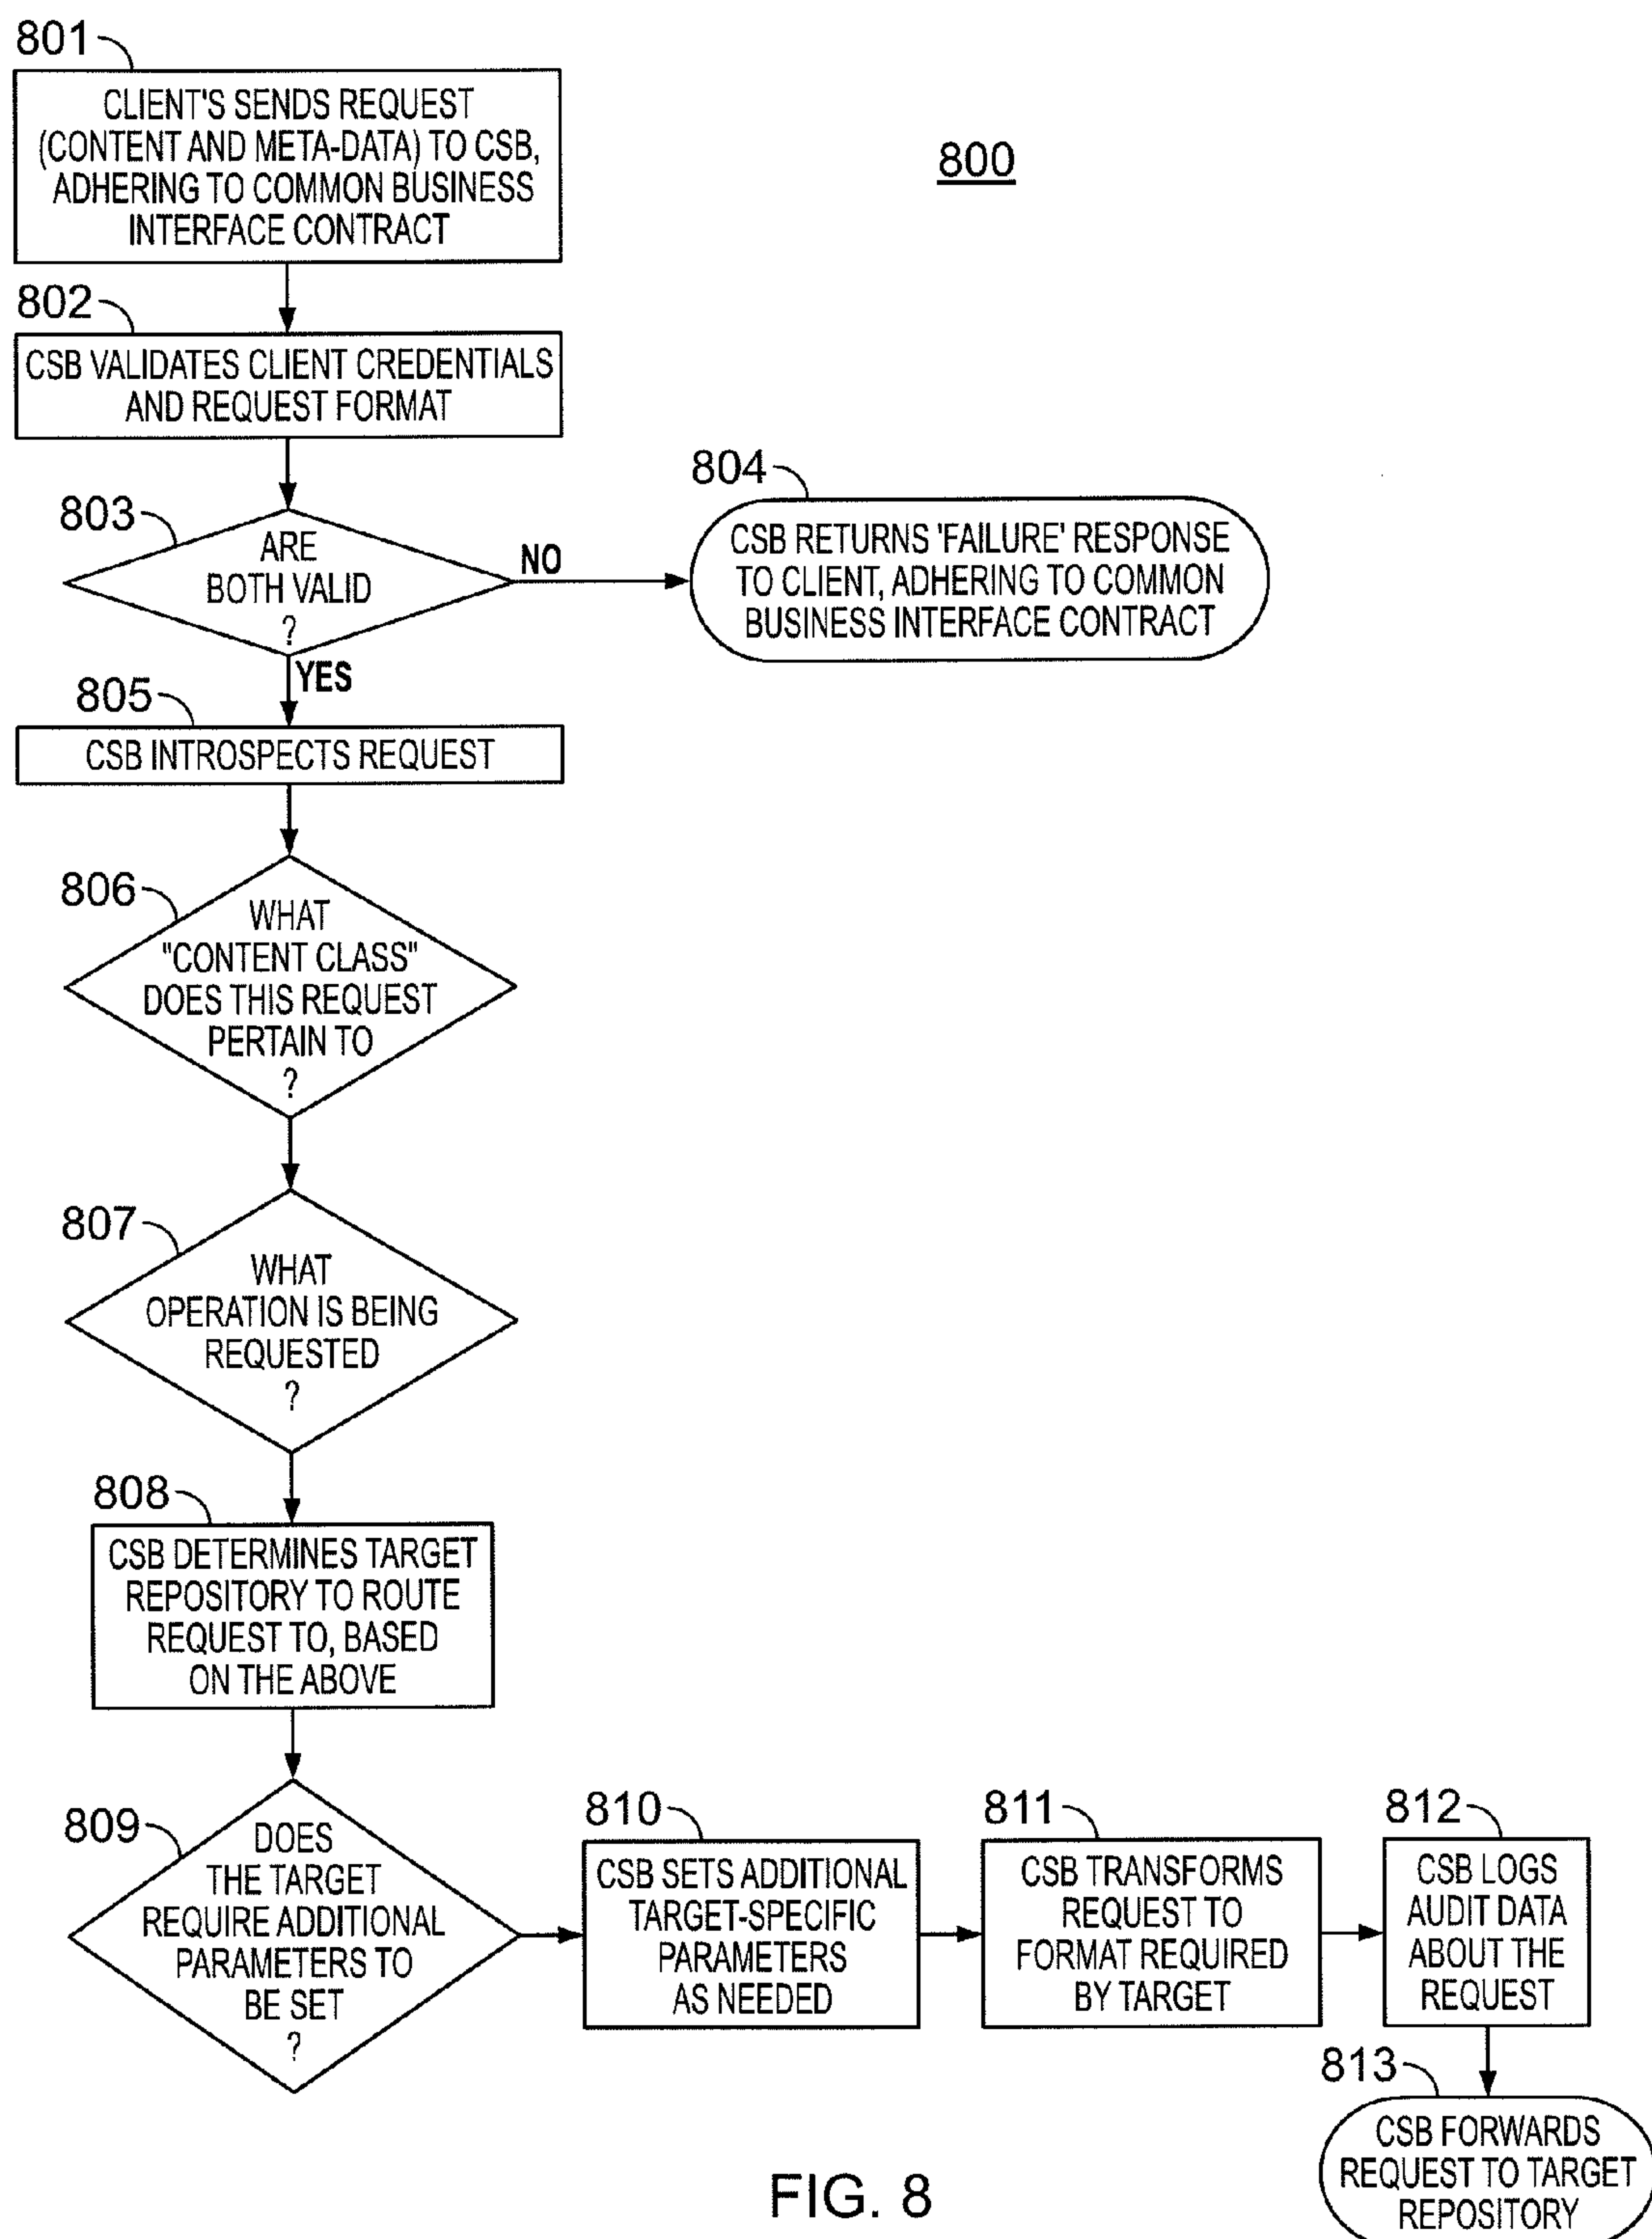 801
CLIENT'S SENDS REQUEST
(CONTENT AND META-DATA) TO CSB,
ADHERING TO COMMON BUSINESS
INTERFACE CONTRACT
800
802
CSB VALIDATES CLIENT CREDENTIALS
AND REQUEST FORMAT
803
ARE
BOTH VALID
?
NO
804
CSB RETURNS 'FAILURE' RESPONSE
TO CLIENT, ADHERING TO COMMON
BUSINESS INTERFACE CONTRACT
YES
805
CSB INTROSPECTS REQUEST
806
WHAT
"CONTENT CLASS"
DOES THIS REQUEST
PERTAIN TO
?
807
WHAT
OPERATION IS BEING
REQUESTED
?
808
CSB DETERMINES TARGET
REPOSITORY TO ROUTE
REQUEST TO, BASED
ON THE ABOVE
809
DOES
THE TARGET
REQUIRE ADDITIONAL
PARAMETERS TO
BE SET
?
810
CSB SETS ADDITIONAL
TARGET-SPECIFIC
PARAMETERS
AS NEEDED
811
CSB TRANSFORMS
REQUEST TO
FORMAT REQUIRED
BY TARGET
812
CSB LOGS
AUDIT DATA
ABOUT THE
REQUEST
813
CSB FORWARDS
REQUEST TO TARGET
REPOSITORY
FIG. 8